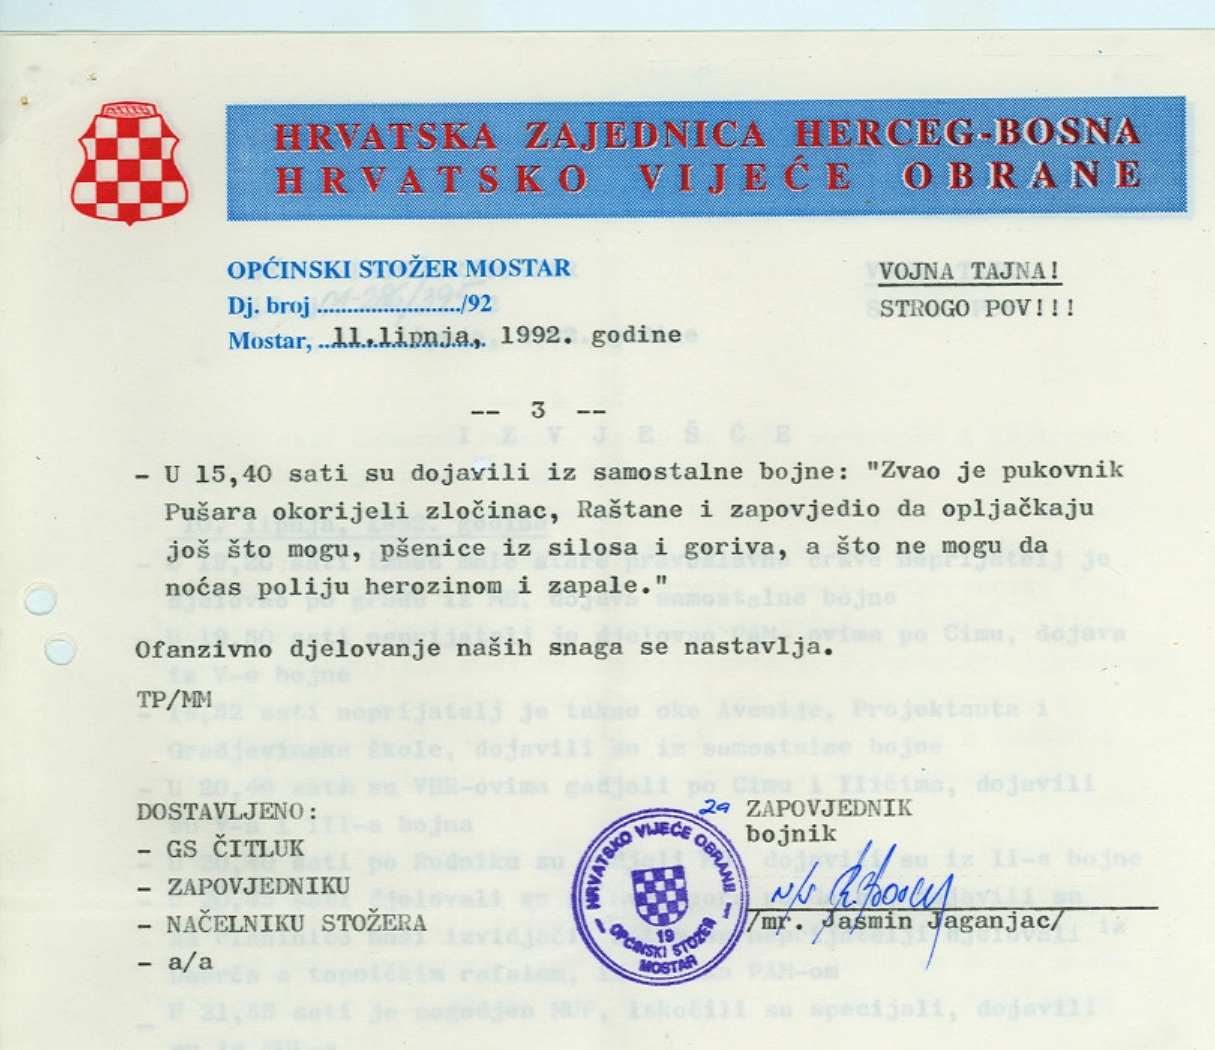 HRVATSKA ZAJEDNICA HERCEG-BOSNA
HRVATSKO VIJEĆE OBRANE
OPĆINSKI STOŽER MOSTAR
Dj. broj ......................../92
Mostar, 11.lipnja, 1992. godine
VOJNA TAJNA!
STROGO POV!!!
-- 3 --
- U 15,40 sati su dojavili iz samostalne bojne: "Zvao je pukovnik
Pušara okorijeli zločinac, Raštane i zapovjedio da opljačkaju
još što mogu, pšenice iz silosa i goriva, a što ne mogu da
noćas poliju herozinom i zapale."
Ofanzivno djelovanje naših snaga se nastavlja.
TP/MM
DOSTAVLJENO:
- GS ČITLUK
- ZAPOVJEDNIKU
- NAČELNIKU STOŽERA
- a/a
za ZAPOVJEDNIK
bojnik
/mr. Jasmin Jaganjac/
HRVATSKO VIJEĆE OBRANE
19
OPĆINSKI STOŽER
MOSTAR